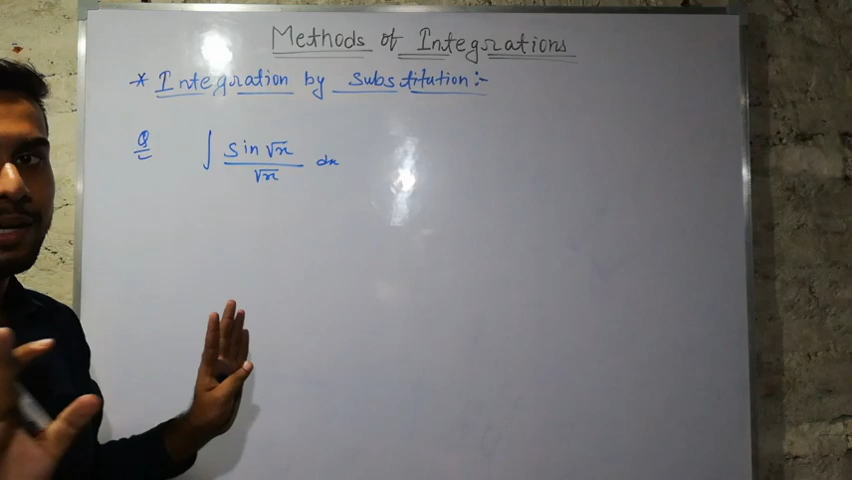 Methods of Integrations
* Integration by Substitution:-
Q ∫ sin √x / √x dx